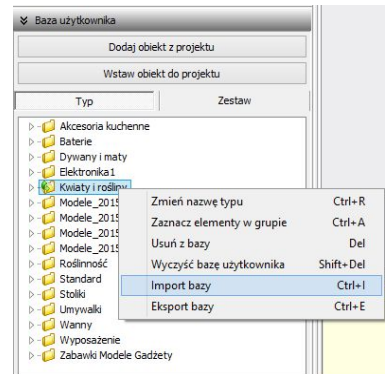 Baza użytkownika
Dodaj obiekt z projektu
Wstaw obiekt do projektu
Typ Zestaw
Akcesoria kuchenne
Baterie
Dywany i maty
Elektronika1
Kwiaty i rośliny
Modele_2015
Modele_2015
Modele_2015
Modele_2015
Roślinność
Standard
Stoliki
Umywalki
Wanny
Wyposażenie
Zabawki Modele Gadżety
Zmień nazwę typu Ctrl+R
Zaznacz elementy w grupie Ctrl+A
Usuń z bazy Del
Wyczyść bazę użytkownika Shift+Del
Import bazy Ctrl+I
Eksport bazy Ctrl+E